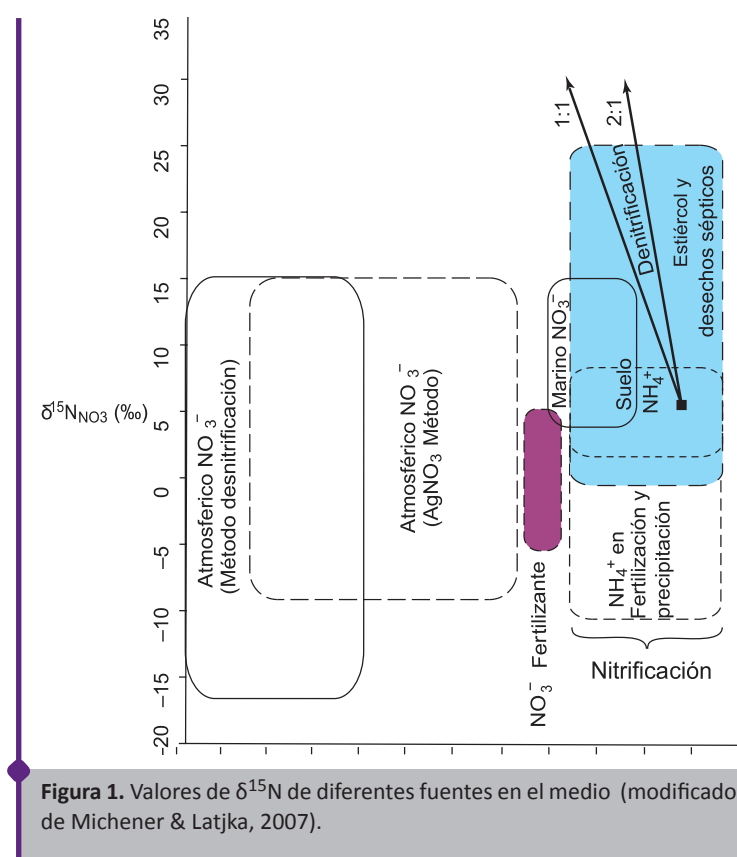 35
30
25
20
15
10
5
0
−5
−10
−15
−20
δ¹⁵N_NO3 (‰)
Atmosferico NO₃⁻
(Método desnitrificación)
Atmosférico NO₃⁻
(AgNO₃ Método)
NO₃⁻ Fertilizante
Marino NO₃⁻
Suelo
NH₄⁺
1:1
2:1
Denitrificación
Estiércol y
desechos sépticos
NH₄⁺ en
Fertilización y
precipitación
Nitrificación
Figura 1. Valores de δ¹⁵N de diferentes fuentes en el medio (modificado
de Michener & Latjka, 2007).